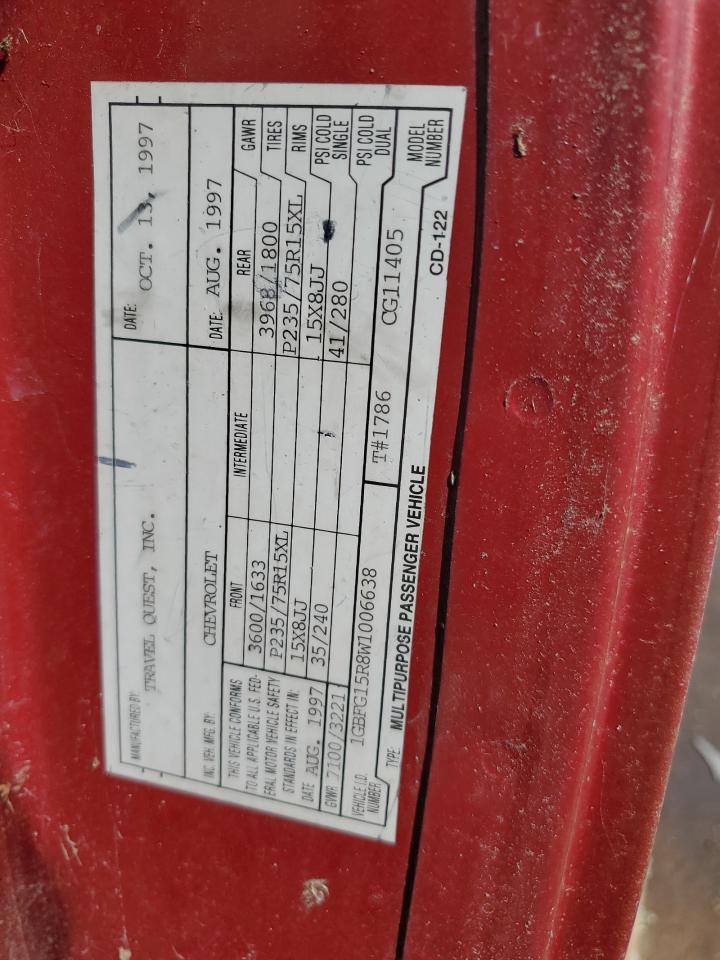 MANUFACTURED BY: TRAVEL QUEST, INC. DATE: OCT. 13, 1997
INC. VEH. MFG. BY: CHEVROLET DATE: AUG. 1997
THIS VEHICLE CONFORMS
TO ALL APPLICABLE U.S. FED-
ERAL MOTOR VEHICLE SAFETY
STANDARDS IN EFFECT IN:
DATE AUG. 1997
GVWR 7100/3221
FRONT INTERMEDIATE REAR
3600/1633 3968/1800 GAWR
P235/75R15XL P235/75R15XL TIRES
15X8JJ 15X8JJ RIMS
35/240 41/280 PSI COLD SINGLE
PSI COLD DUAL
VEHICLE I.D. NUMBER 1GBFG15R8W1006638 T#1786 CG11405 MODEL NUMBER
TYPE: MULTIPURPOSE PASSENGER VEHICLE CD-122